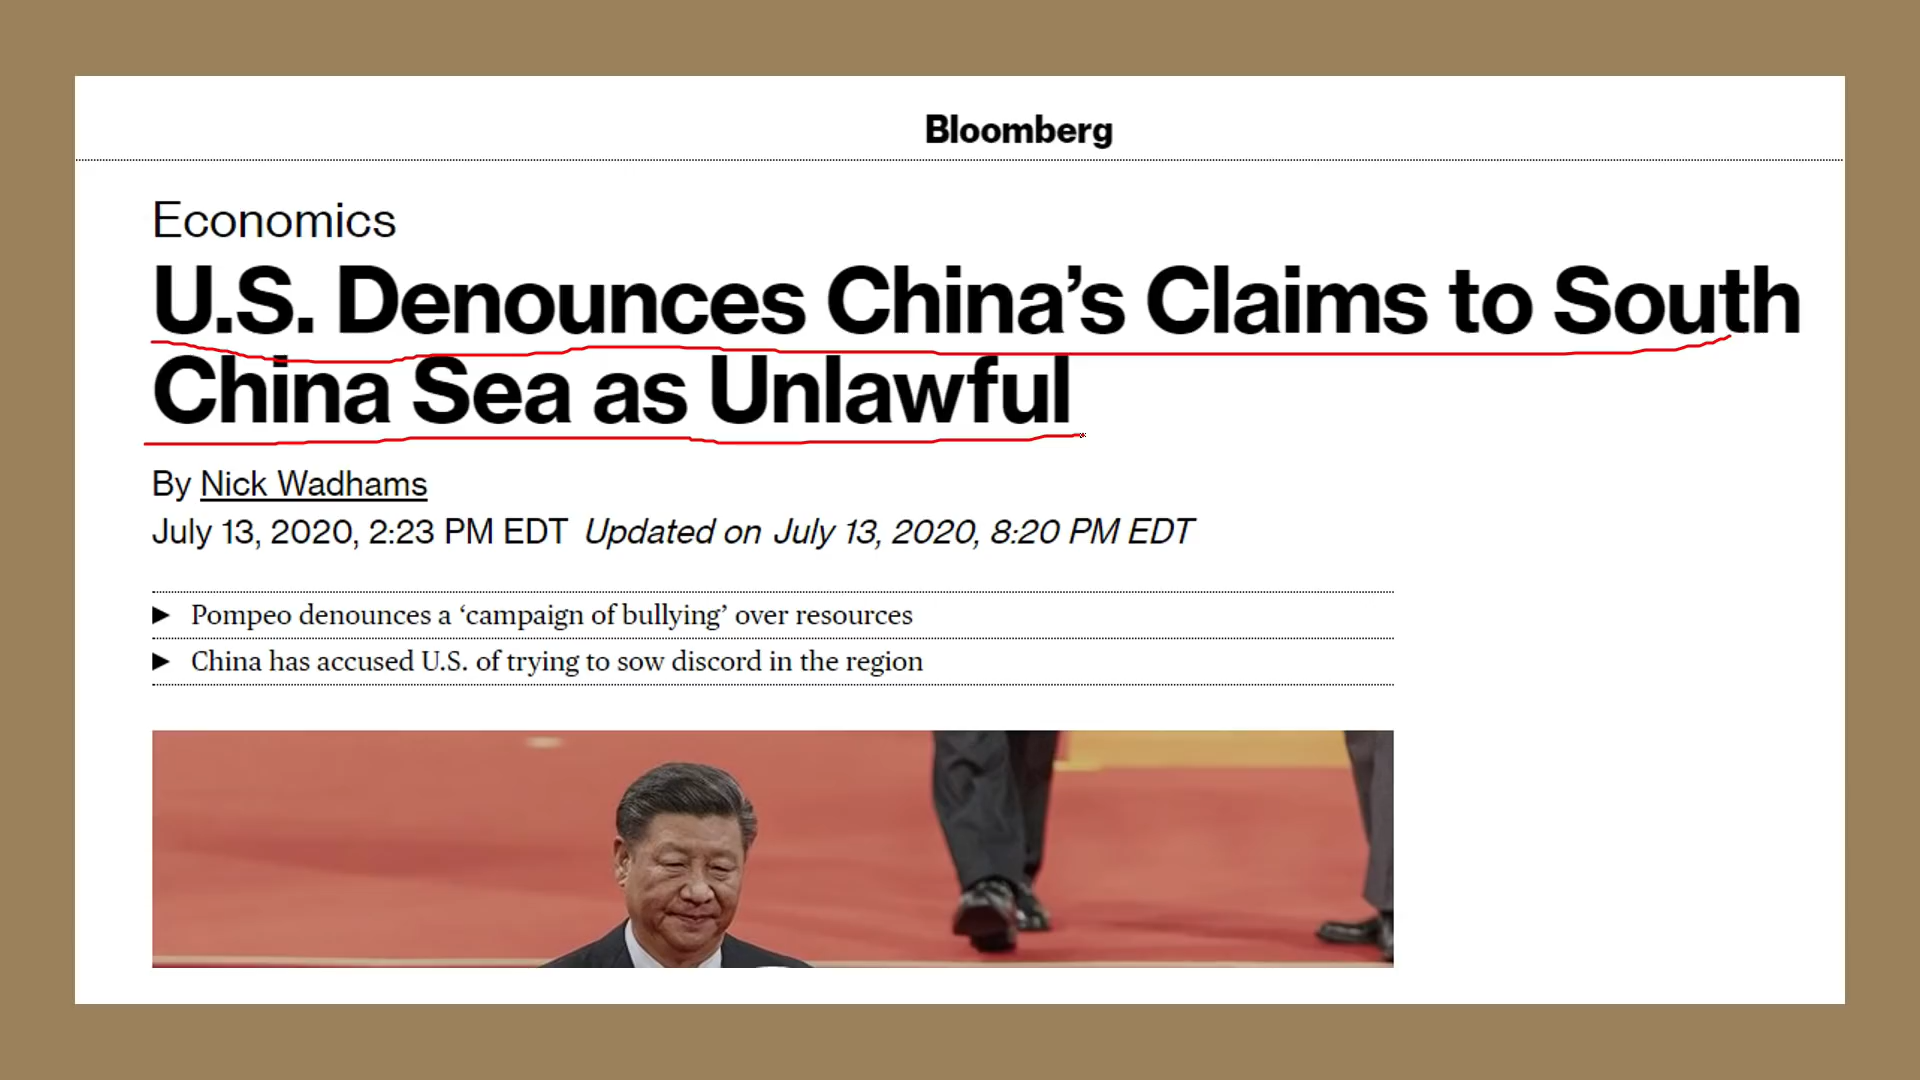 Bloomberg
Economics
U.S. Denounces China’s Claims to South
China Sea as Unlawful
By Nick Wadhams
July 13, 2020, 2:23 PM EDT Updated on July 13, 2020, 8:20 PM EDT
► Pompeo denounces a ‘campaign of bullying’ over resources
► China has accused U.S. of trying to sow discord in the region